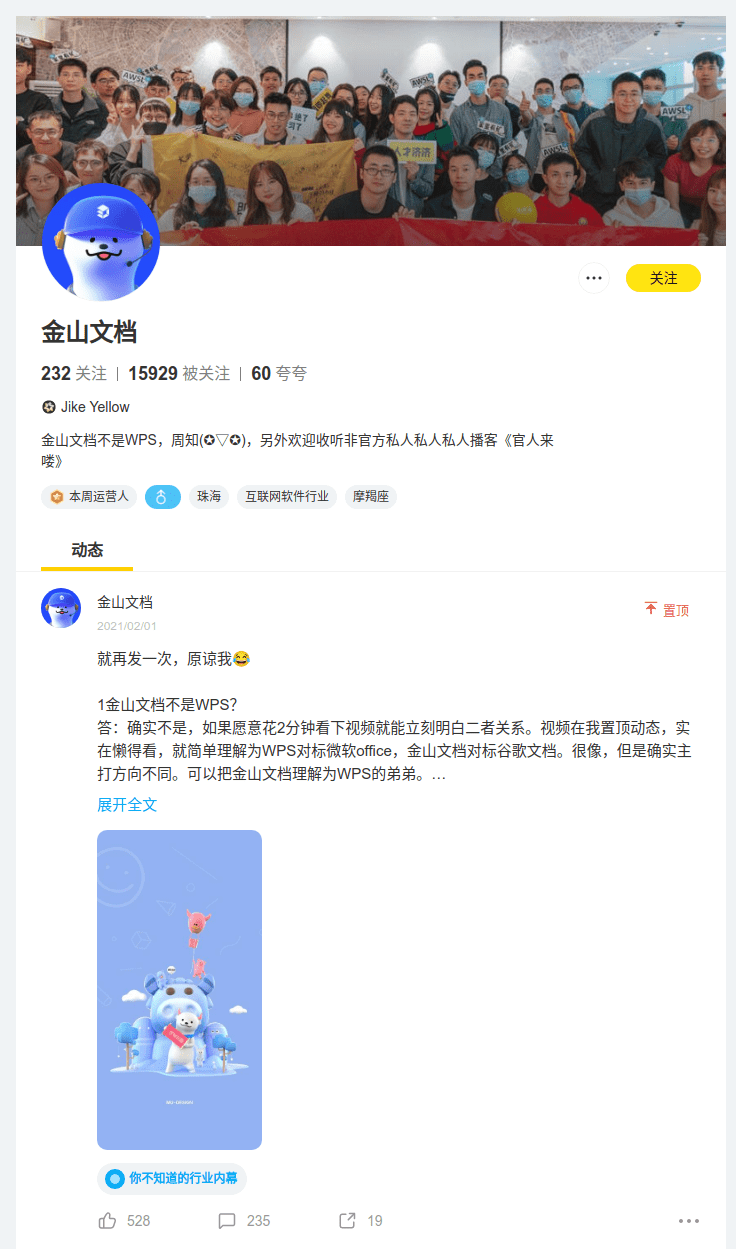 AWSL
AWSL
AWSL
AWSL
人才济济
金山文档
关注
232 关注 | 15929 被关注 | 60 夸夸
Jike Yellow
金山文档不是WPS，周知(✪▽✪)，另外欢迎收听非官方私人私人私人播客《官人来
喽》
本周运营人
珠海
互联网软件行业
摩羯座
动态
金山文档
置顶
2021/02/01
就再发一次，原谅我😂
1金山文档不是WPS？
答：确实不是，如果愿意花2分钟看下视频就能立刻明白二者关系。视频在我置顶动态，实
在懒得看，就简单理解为WPS对标微软office，金山文档对标谷歌文档。很像，但是确实主
打方向不同。可以把金山文档理解为WPS的弟弟。…
展开全文
你不知道的行业内幕
528
235
19